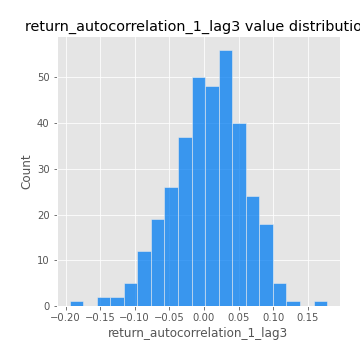 return_autocorrelation_1_lag3 value distributio
50
40
30
20
10
0
Count
−0.20 −0.15 −0.10 −0.05 0.00 0.05 0.10 0.15
return_autocorrelation_1_lag3